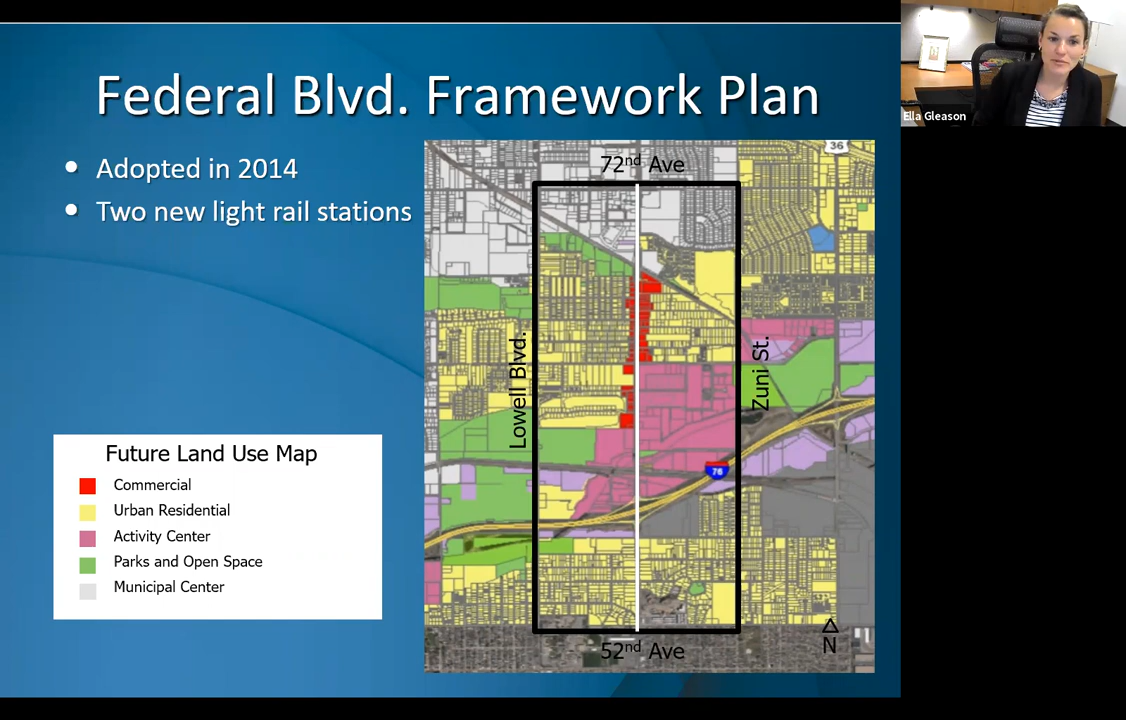 Federal Blvd. Framework Plan
Ella Gleason
• Adopted in 2014
• Two new light rail stations
36
72nd Ave
Lowell Blvd.
Zuni St.
76
52nd Ave
N
Future Land Use Map
Commercial
Urban Residential
Activity Center
Parks and Open Space
Municipal Center